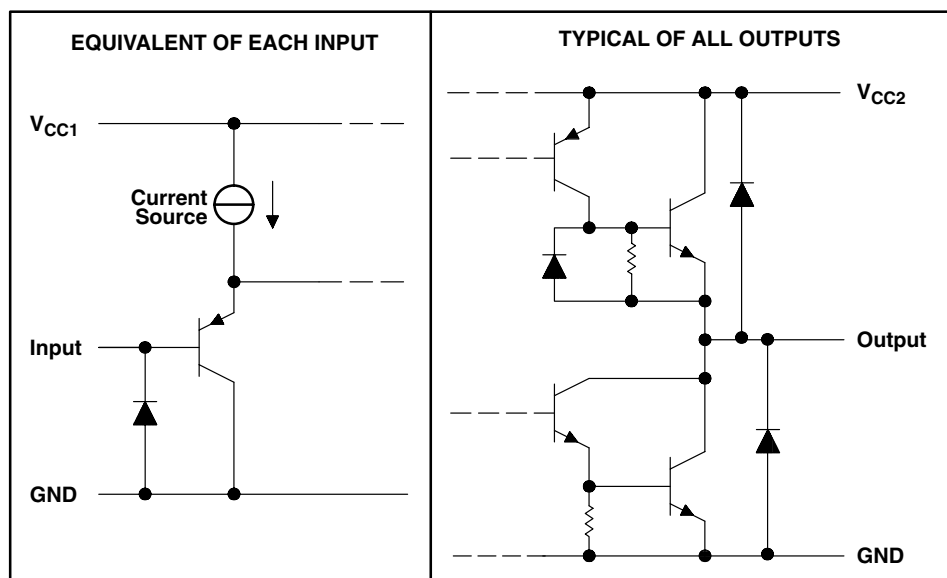 EQUIVALENT OF EACH INPUT
VCC1
Current
Source
Input
GND
TYPICAL OF ALL OUTPUTS
VCC2
Output
GND